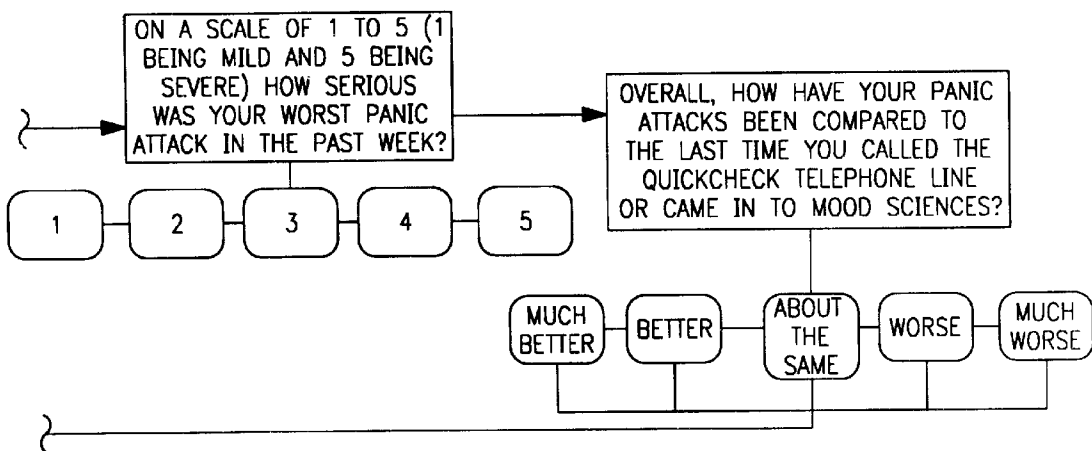 ON A SCALE OF 1 TO 5 (1
BEING MILD AND 5 BEING
SEVERE) HOW SERIOUS
WAS YOUR WORST PANIC
ATTACK IN THE PAST WEEK?
1
2
3
4
5
OVERALL, HOW HAVE YOUR PANIC
ATTACKS BEEN COMPARED TO
THE LAST TIME YOU CALLED THE
QUICKCHECK TELEPHONE LINE
OR CAME IN TO MOOD SCIENCES?
MUCH
BETTER
BETTER
ABOUT
THE
SAME
WORSE
MUCH
WORSE